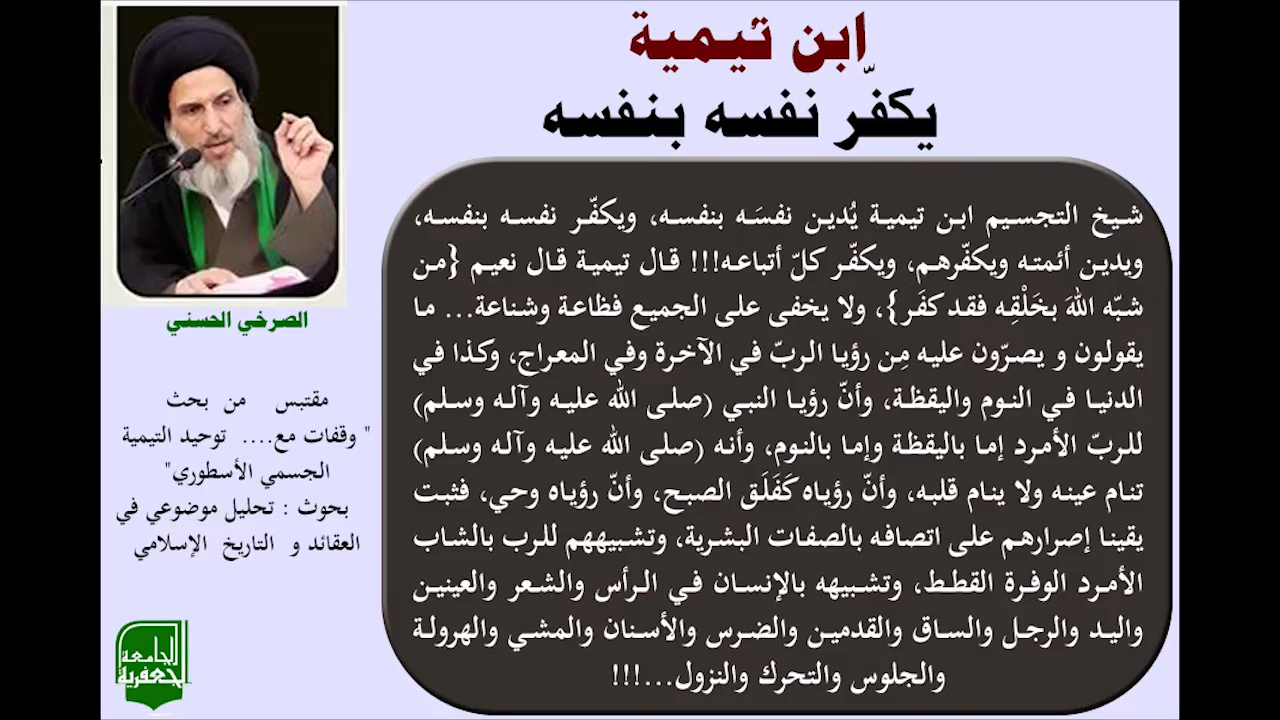 ابن تيمية
يكفّر نفسه بنفسه
شيخ التجسيم ابن تيمية يُدين نفسَه بنفسه، ويكفّر نفسه بنفسه،
ويدين أئمته ويكفّرهم، ويكفّر كلّ أتباعه!!! قال تيمية قال نعيم {من
شبّه اللهَ بخَلْقِه فقد كفَر}، ولا يخفى على الجميع فظاعة وشناعة... ما
يقولون و يصرّون عليه مِن رؤيا الربّ في الآخرة وفي المعراج، وكذا في
الدنيا في النوم واليقظة، وأنّ رؤيا النبي (صلى الله عليه وآله وسلم)
للربّ الأمرد إما باليقظة وإما بالنوم، وأنه (صلى الله عليه وآله وسلم)
تنام عينه ولا ينام قلبه، وأنّ رؤياه كَفَلَق الصبح، وأنّ رؤياه وحي، فثبت
يقينا إصرارهم على اتصافه بالصفات البشرية، وتشبيههم للرب بالشاب
الأمرد الوفرة القطط، وتشبيهه بالإنسان في الرأس والشعر والعينين
واليد والرجل والساق والقدمين والضرس والأسنان والمشي والهرولة
والجلوس والتحرك والنزول...!!!
الصرخي الحسني
مقتبس من بحث
" وقفات مع.... توحيد التيمية
الجسمي الأسطوري"
بحوث : تحليل موضوعي في
العقائد و التاريخ الإسلامي
الجامعة
الجعفرية